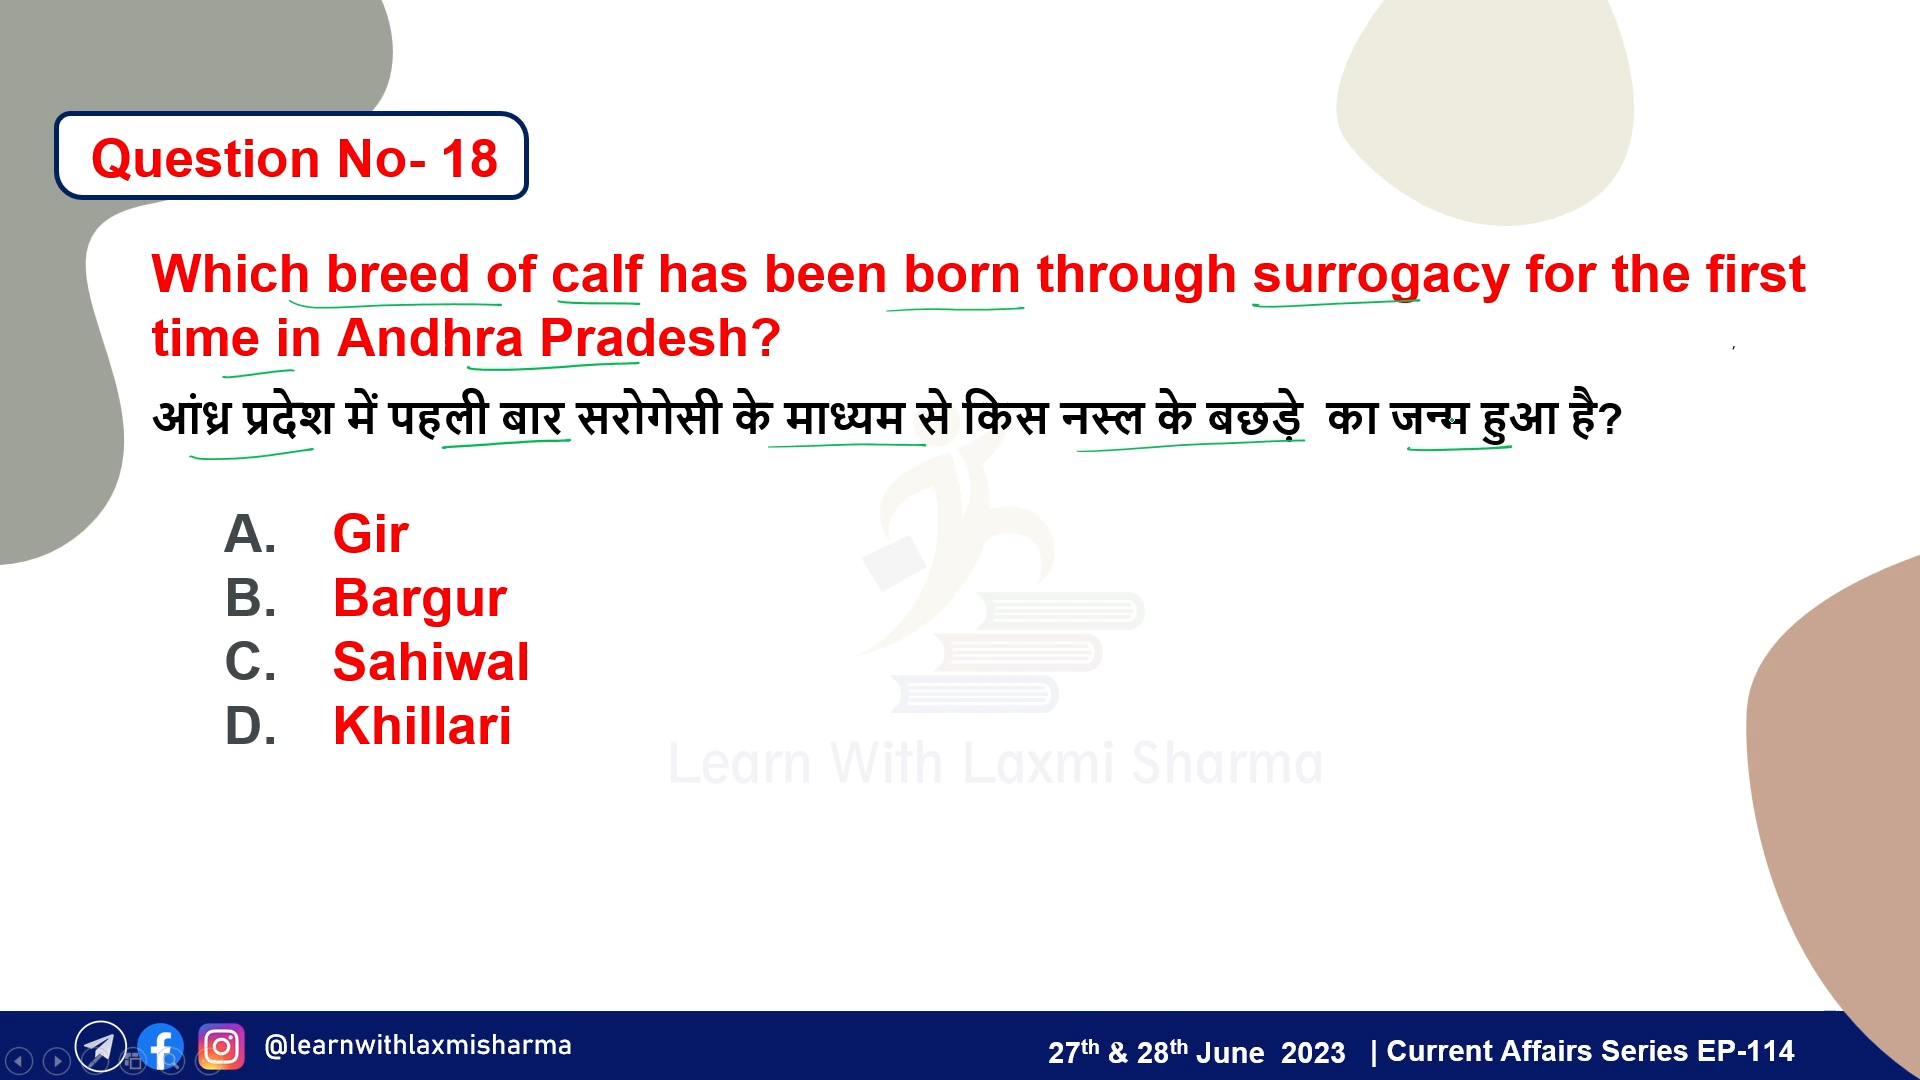 Question No- 18
Which breed of calf has been born through surrogacy for the first
time in Andhra Pradesh?
आंध्र प्रदेश में पहली बार सरोगेसी के माध्यम से किस नस्ल के बछड़े का जन्म हुआ है?
A. Gir
B. Bargur
C. Sahiwal
D. Khillari
Learn With Laxmi Sharma
@learnwithlaxmisharma
27th & 28th June 2023 | Current Affairs Series EP-114